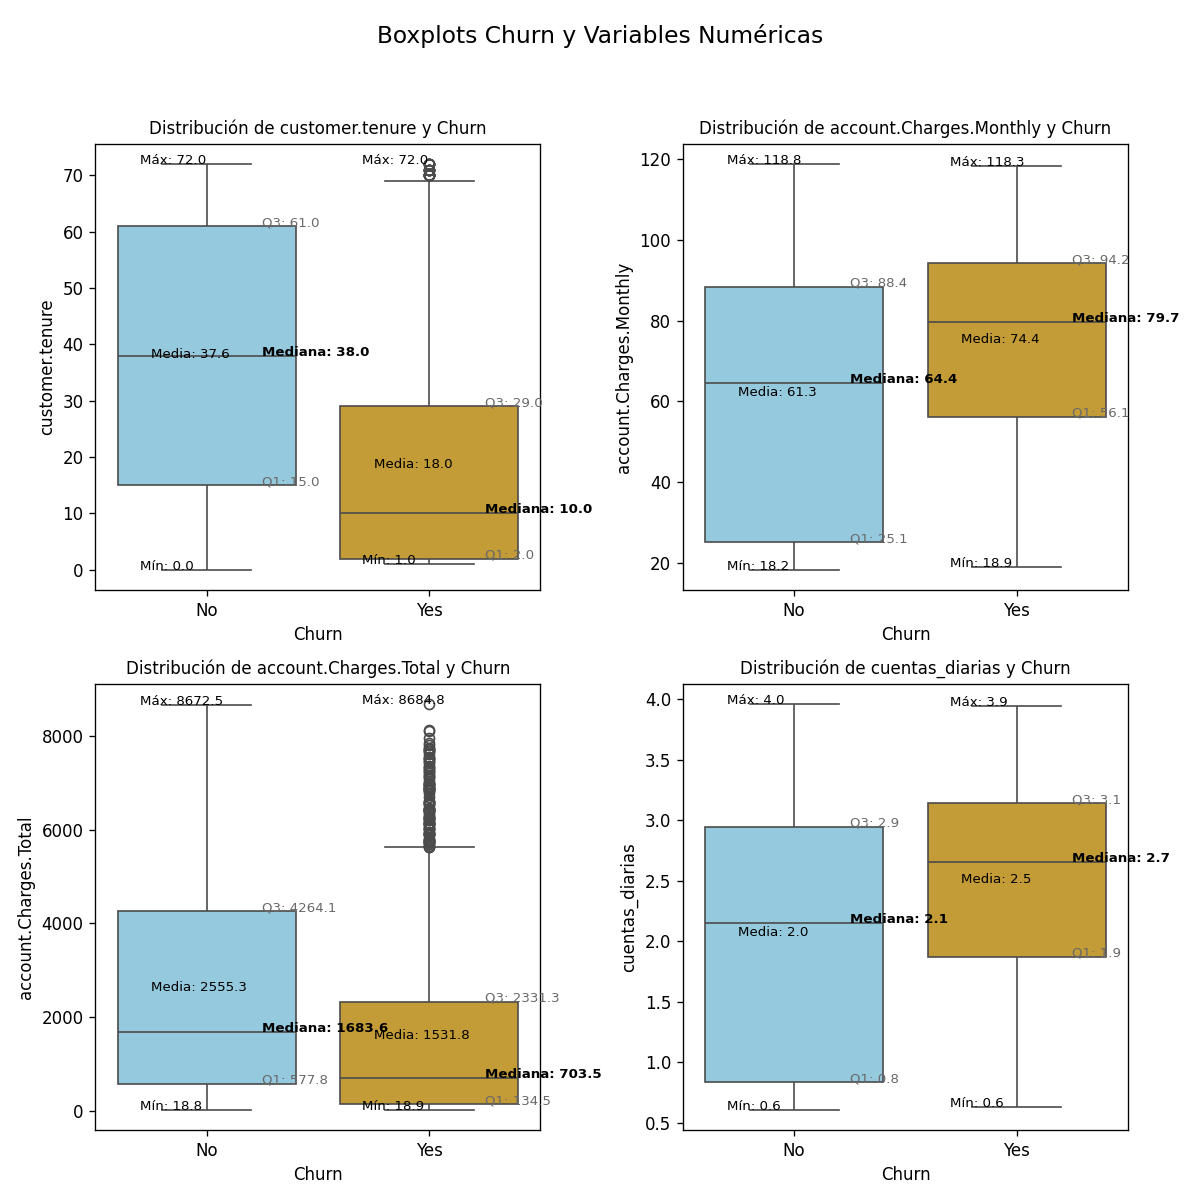 Boxplots Churn y Variables Numéricas
Distribución de customer.tenure y Churn
customer.tenure
70
60
50
40
30
20
10
0
Máx: 72.0
Q3: 61.0
Mediana: 38.0
Media: 37.6
Q1: 15.0
Mín: 0.0
Máx: 72.0
Q3: 29.0
Media: 18.0
Mediana: 10.0
Q1: 2.0
Mín: 1.0
No
Yes
Churn
Distribución de account.Charges.Monthly y Churn
account.Charges.Monthly
120
100
80
60
40
20
Máx: 118.8
Q3: 88.4
Mediana: 64.4
Media: 61.3
Q1: 25.1
Mín: 18.2
Máx: 118.3
Q3: 94.2
Mediana: 79.7
Media: 74.4
Q1: 56.1
Mín: 18.9
No
Yes
Churn
Distribución de account.Charges.Total y Churn
account.Charges.Total
8000
6000
4000
2000
0
Máx: 8672.5
Q3: 4264.1
Media: 2555.3
Mediana: 1683.6
Q1: 577.8
Mín: 18.8
Máx: 8684.8
Q3: 2331.3
Media: 1531.8
Mediana: 703.5
Q1: 134.5
Mín: 18.9
No
Yes
Churn
Distribución de cuentas_diarias y Churn
cuentas_diarias
4.0
3.5
3.0
2.5
2.0
1.5
1.0
0.5
Máx: 4.0
Q3: 2.9
Mediana: 2.1
Media: 2.0
Q1: 0.8
Mín: 0.6
Máx: 3.9
Q3: 3.1
Mediana: 2.7
Media: 2.5
Q1: 1.9
Mín: 0.6
No
Yes
Churn